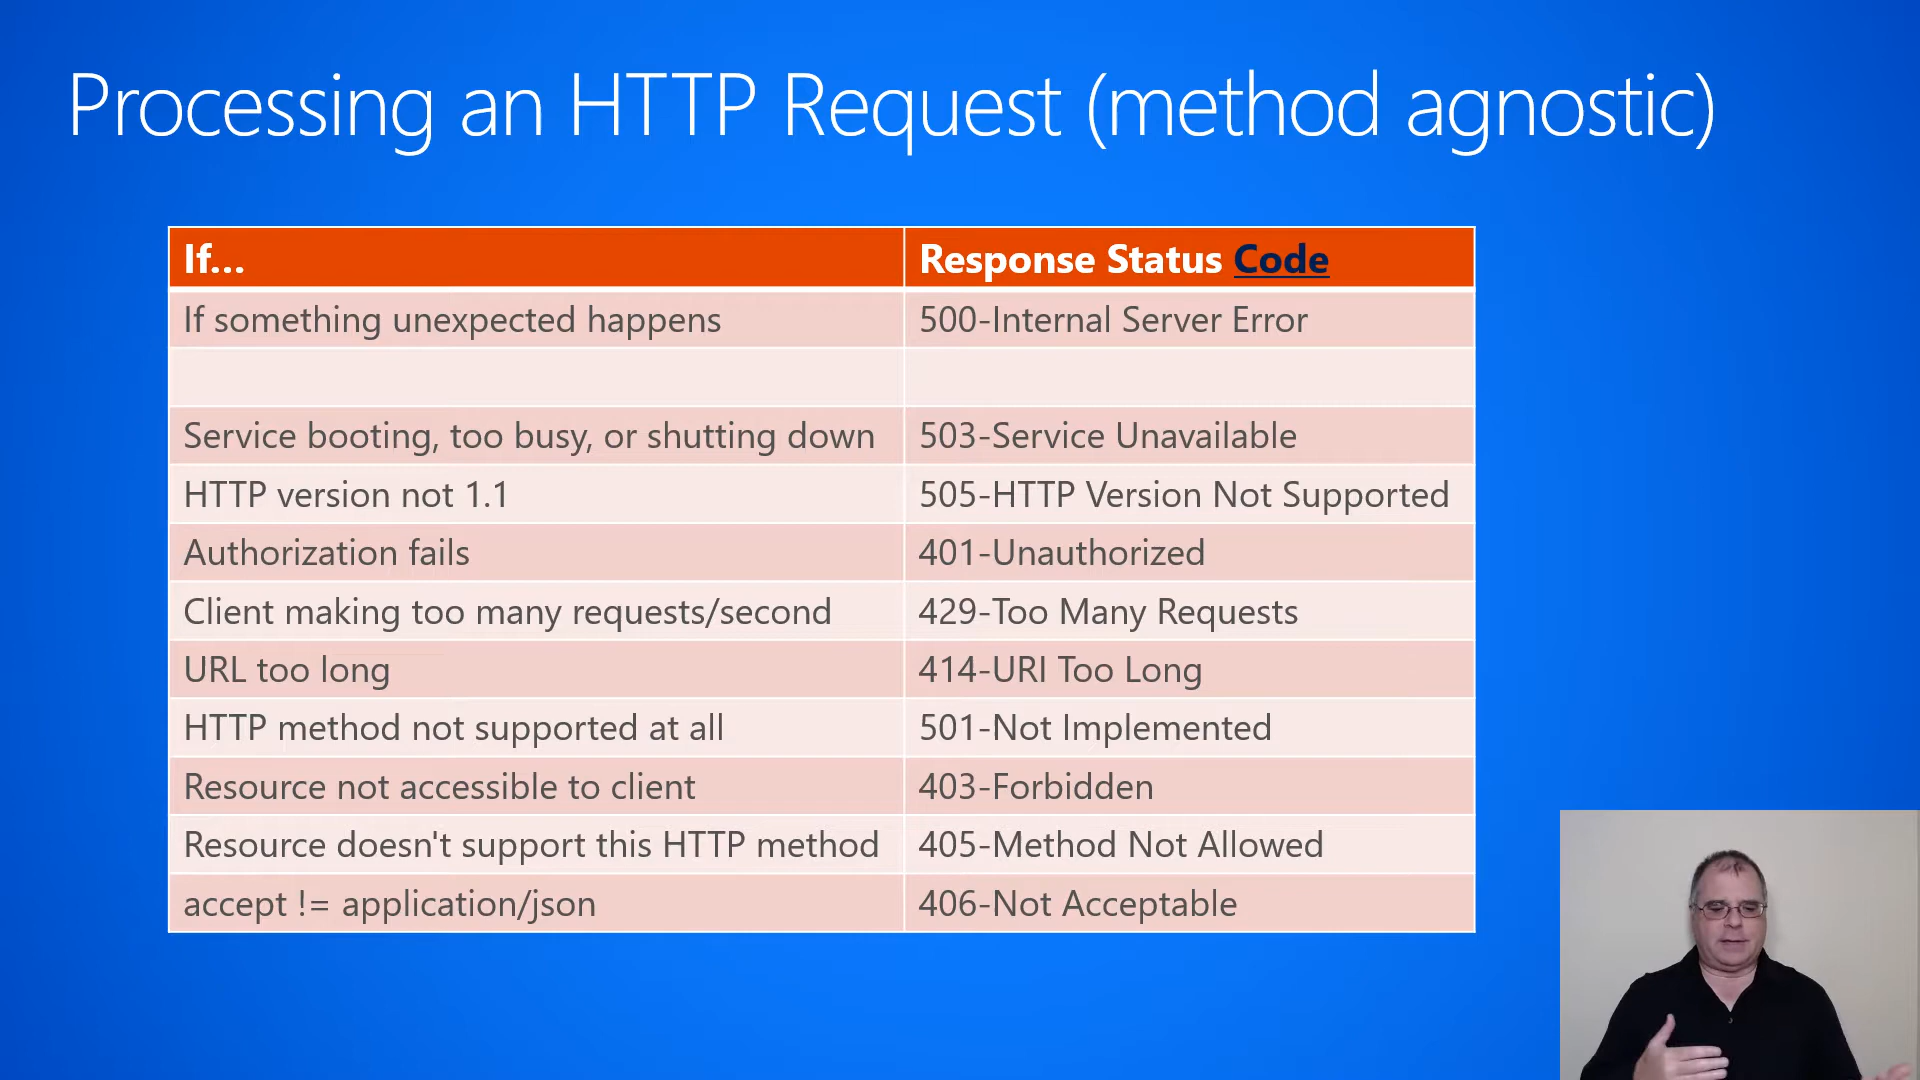 Processing an HTTP Request (method agnostic)
If... Response Status Code
If something unexpected happens 500-Internal Server Error
Service booting, too busy, or shutting down 503-Service Unavailable
HTTP version not 1.1 505-HTTP Version Not Supported
Authorization fails 401-Unauthorized
Client making too many requests/second 429-Too Many Requests
URL too long 414-URI Too Long
HTTP method not supported at all 501-Not Implemented
Resource not accessible to client 403-Forbidden
Resource doesn't support this HTTP method 405-Method Not Allowed
accept != application/json 406-Not Acceptable